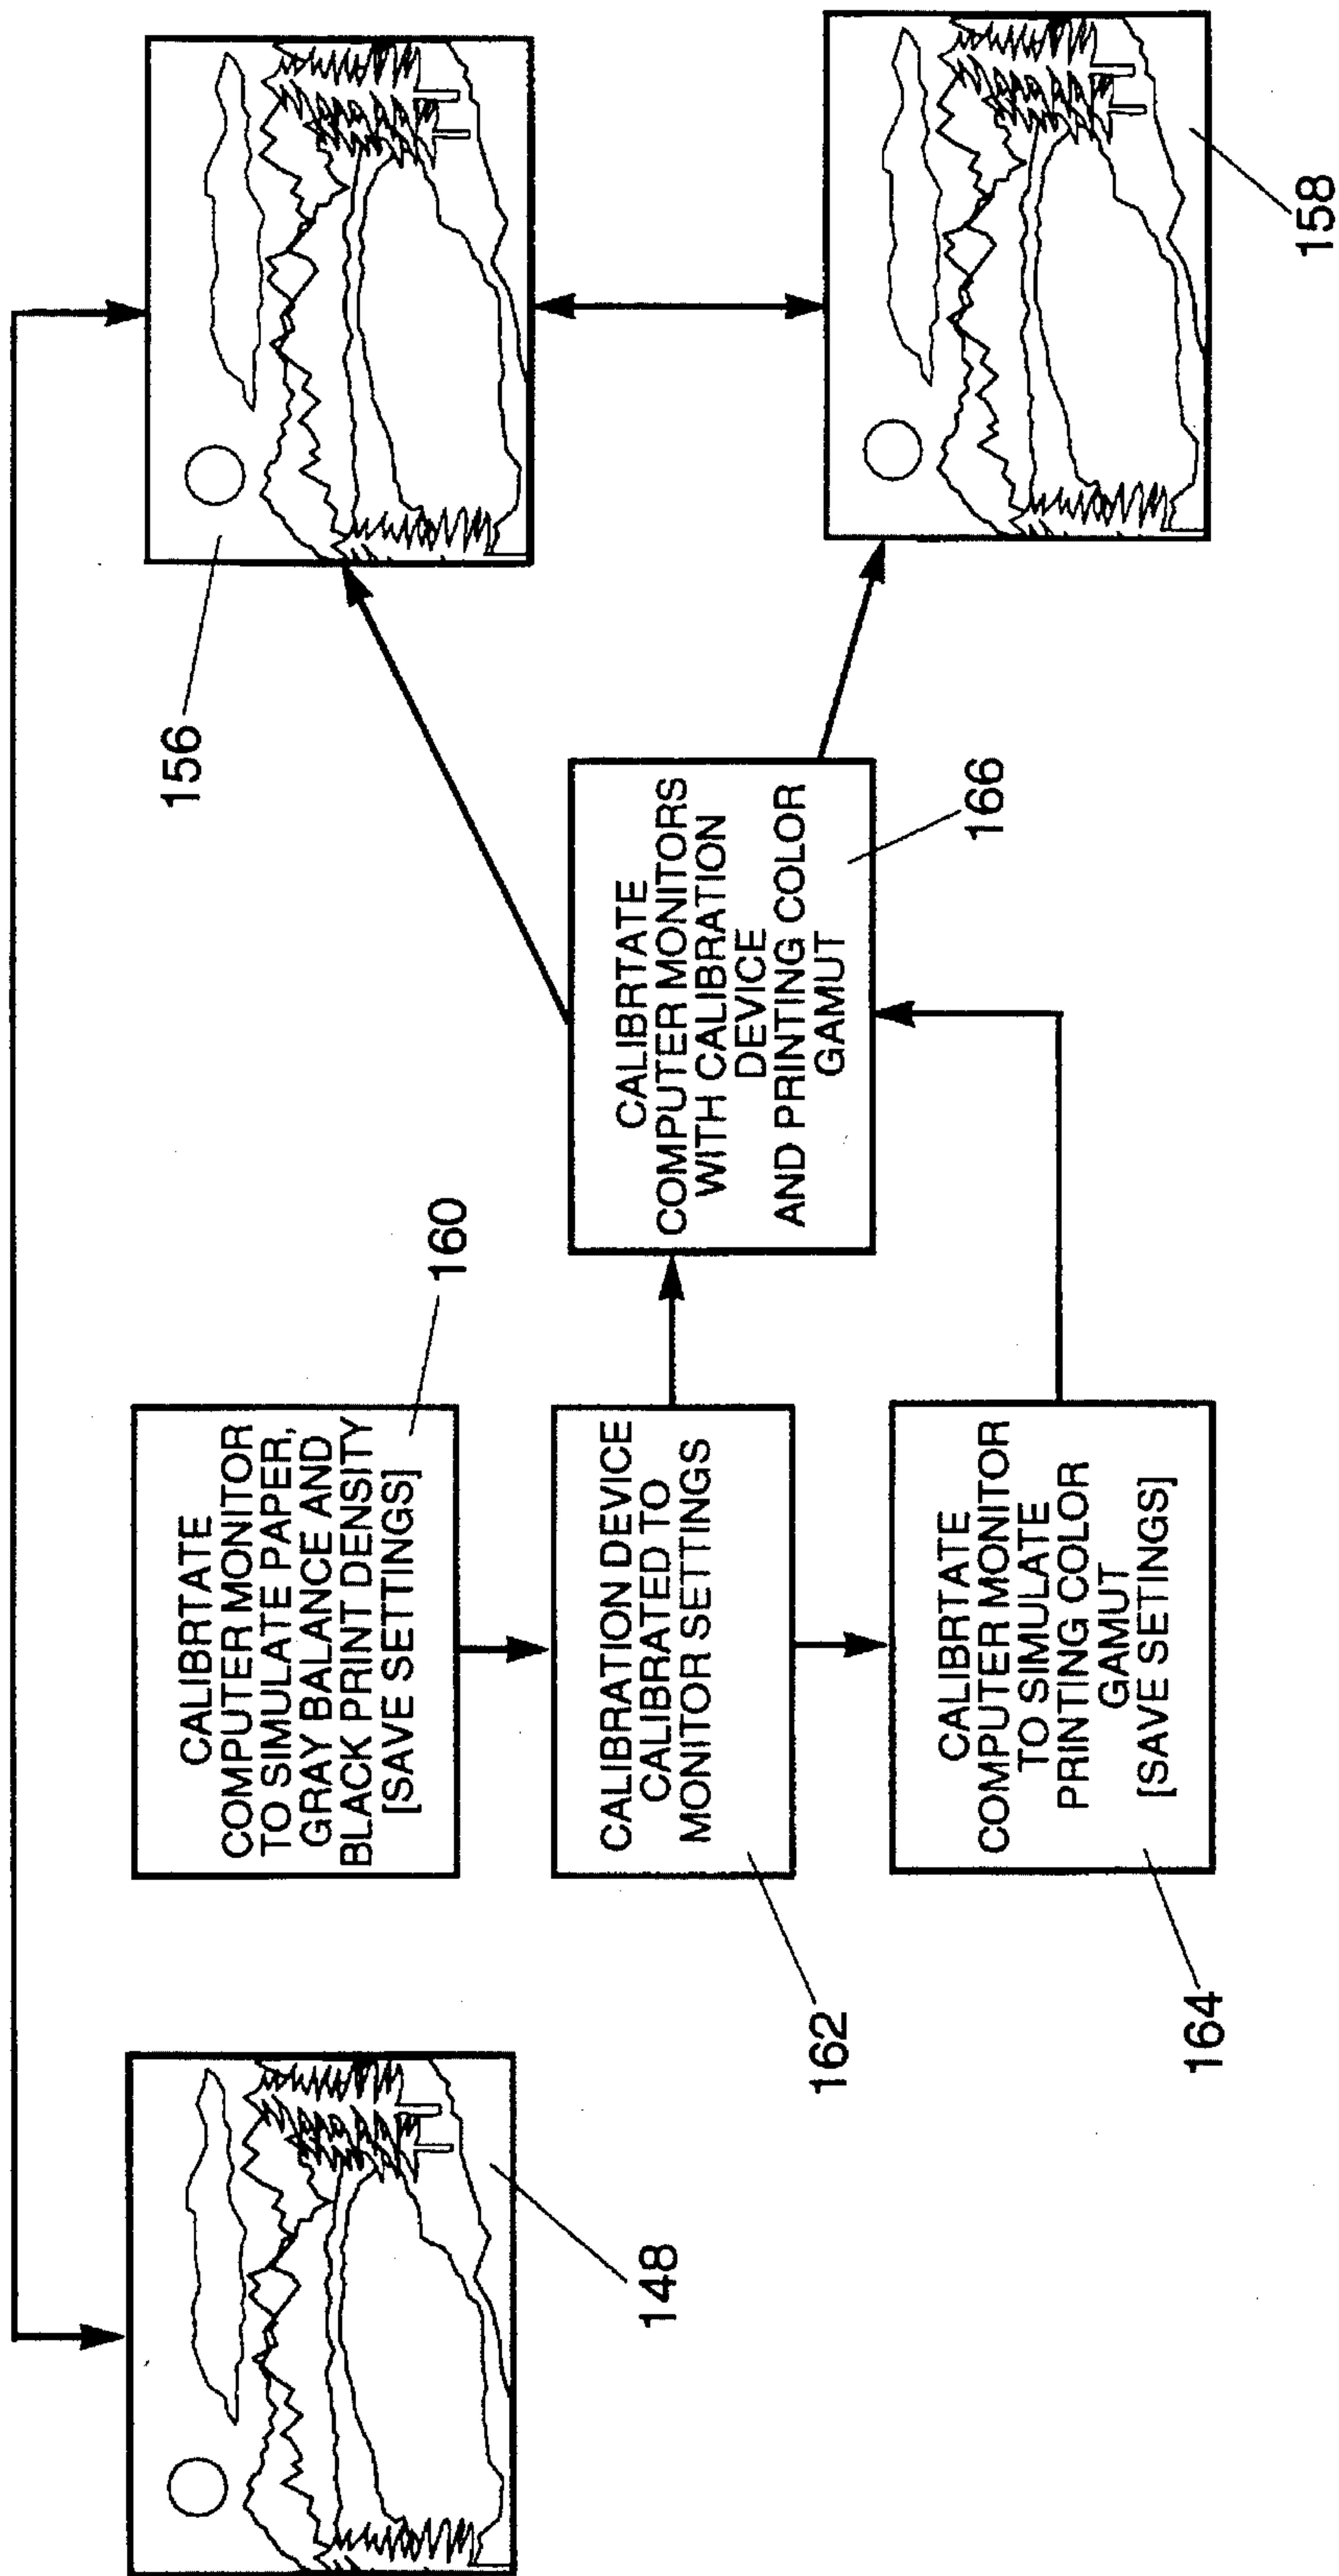 CALIBRTATE
COMPUTER MONITOR
TO SIMULATE PAPER,
GRAY BALANCE AND
BLACK PRINT DENSITY
[SAVE SETTINGS]
160
CALIBRATION DEVICE
CALIBRATED TO
MONITOR SETTINGS
162
CALIBRTATE
COMPUTER MONITOR
TO SIMULATE
PRINTING COLOR
GAMUT
[SAVE SETTINGS]
164
CALIBRTATE
COMPUTER MONITORS
WITH CALIBRATION
DEVICE
AND PRINTING COLOR
GAMUT
166
148
156
158